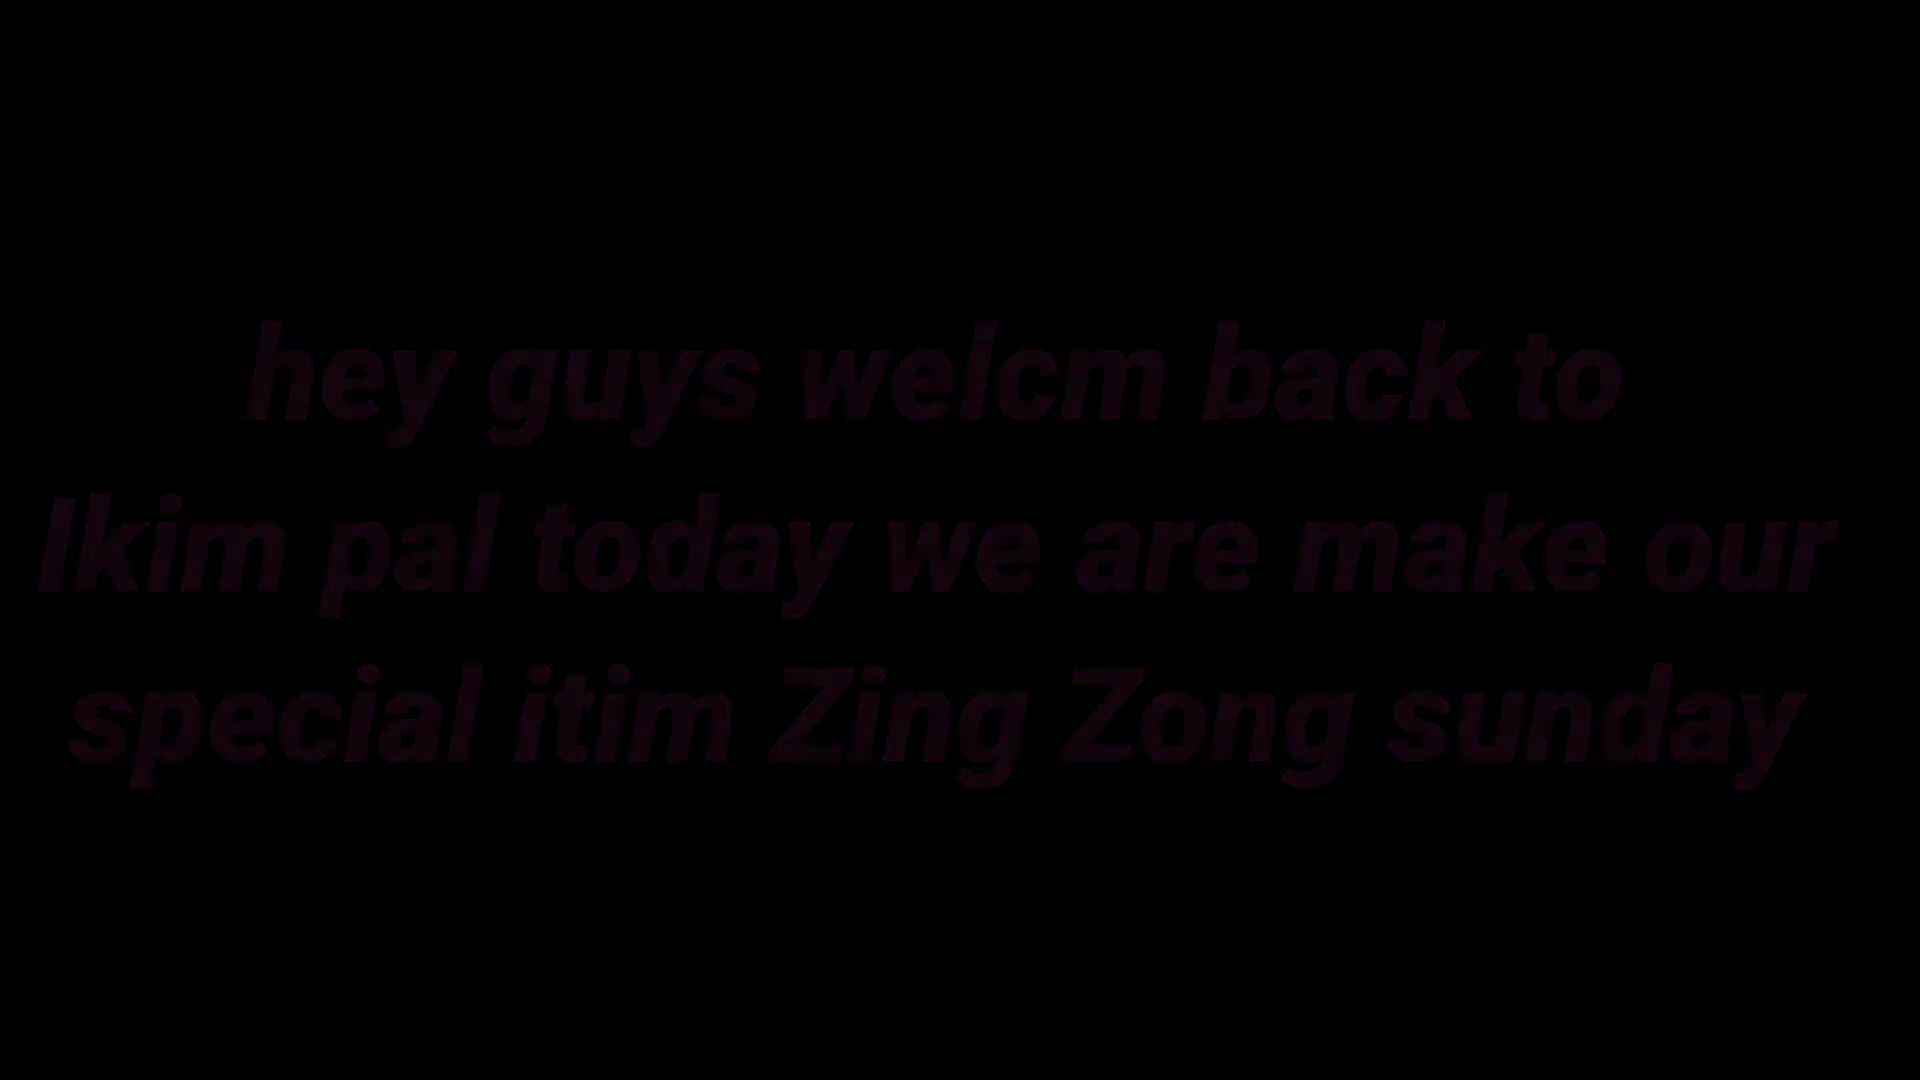 hey guys welcm back to
Ikim pal today we are make our
special itim Zing Zong sunday